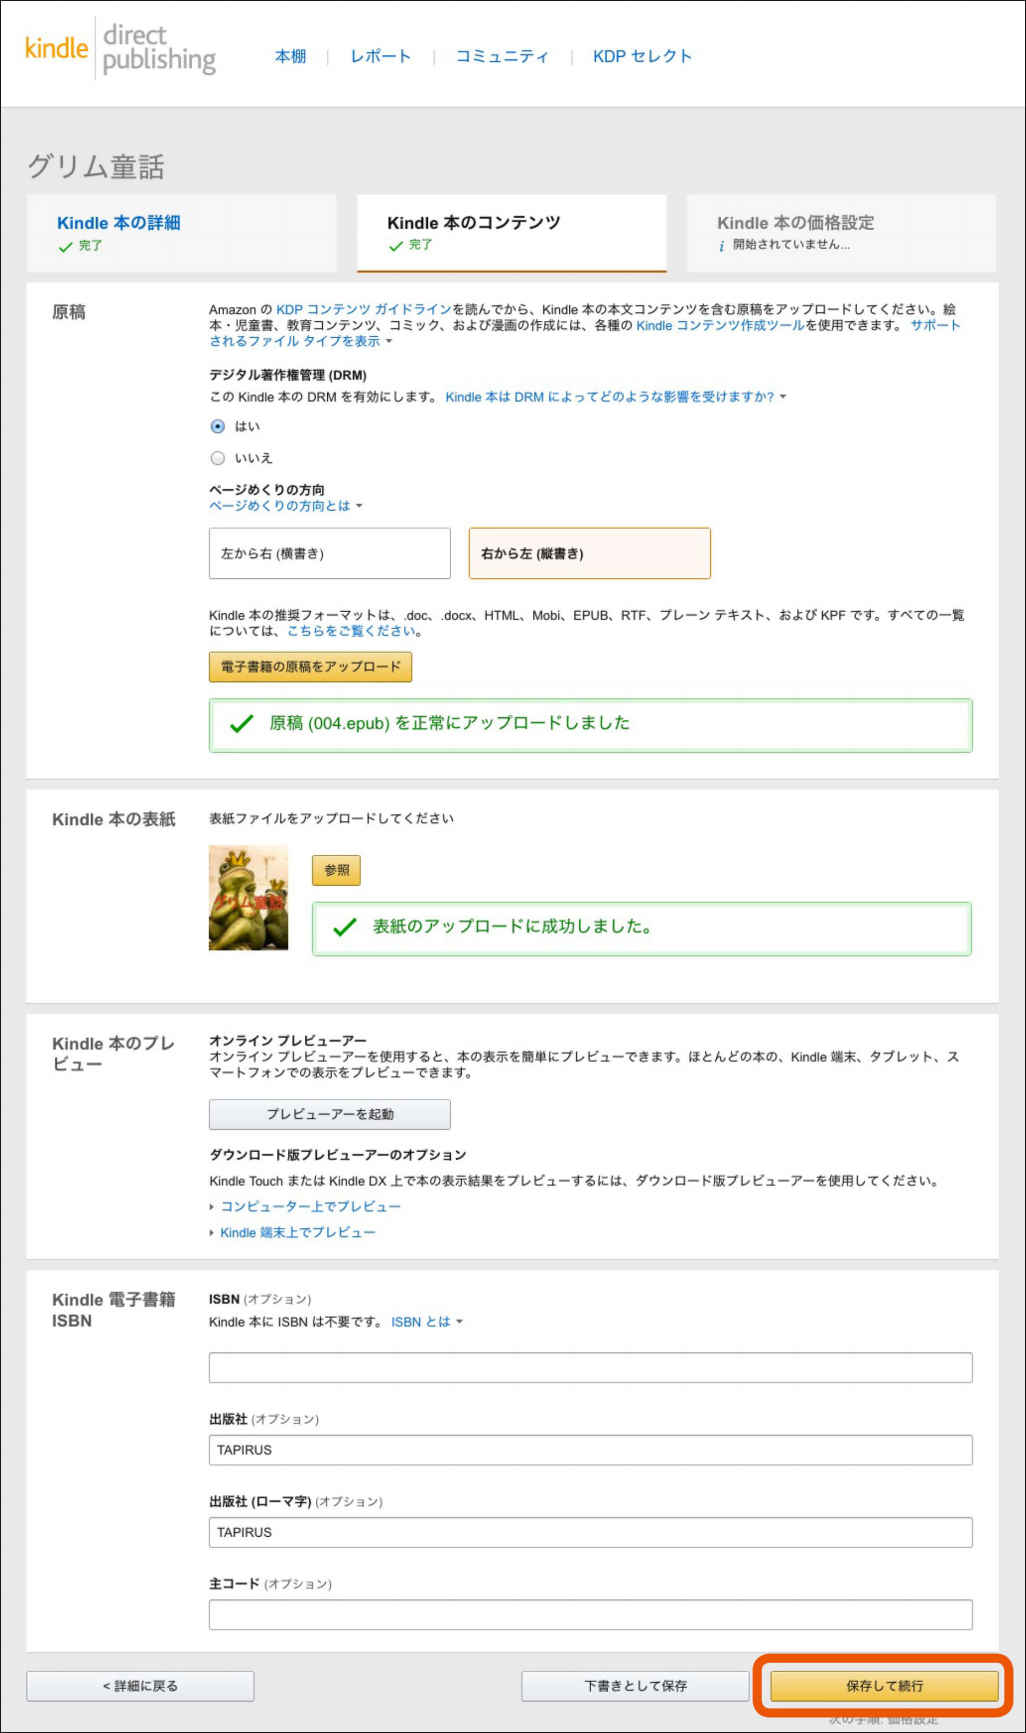 kindle direct publishing
本棚 | レポート | コミュニティ | KDP セレクト
グリム童話
Kindle 本の詳細
完了
Kindle 本のコンテンツ
完了
Kindle 本の価格設定
i 開始されていません...
原稿
Amazon の KDP コンテンツ ガイドラインを読んでから、Kindle 本の本文コンテンツを含む原稿をアップロードしてください。絵
本・児童書、教育コンテンツ、コミック、および漫画の作成には、各種の Kindle コンテンツ作成ツールを使用できます。 サポート
されるファイル タイプを表示
デジタル著作権管理 (DRM)
この Kindle 本の DRM を有効にします。 Kindle 本は DRM によってどのような影響を受けますか?
はい
いいえ
ページめくりの方向
ページめくりの方向とは
左から右 (横書き)
右から左 (縦書き)
Kindle 本の推奨フォーマットは、.doc、.docx、HTML、Mobi、EPUB、RTF、プレーン テキスト、および KPF です。すべての一覧
については、こちらをご覧ください。
電子書籍の原稿をアップロード
原稿 (004.epub) を正常にアップロードしました
Kindle 本の表紙
表紙ファイルをアップロードしてください
グリム童話
参照
表紙のアップロードに成功しました。
Kindle 本のプレ
ビュー
オンライン プレビューアー
オンライン プレビューアーを使用すると、本の表示を簡単にプレビューできます。ほとんどの本の、Kindle 端末、タブレット、ス
マートフォンでの表示をプレビューできます。
プレビューアーを起動
ダウンロード版プレビューアーのオプション
Kindle Touch または Kindle DX 上で本の表示結果をプレビューするには、ダウンロード版プレビューアーを使用してください。
コンピューター上でプレビュー
Kindle 端末上でプレビュー
Kindle 電子書籍
ISBN
ISBN (オプション)
Kindle 本に ISBN は不要です。 ISBN とは
出版社 (オプション)
TAPIRUS
出版社 (ローマ字) (オプション)
TAPIRUS
主コード (オプション)
< 詳細に戻る
下書きとして保存
保存して続行
次の手順: 価格設定